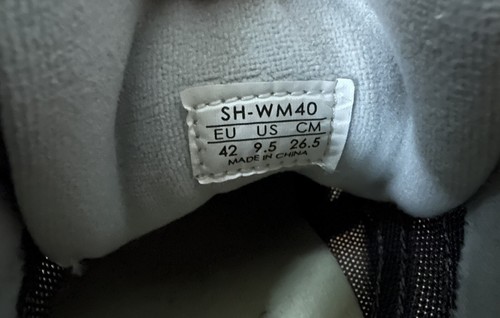 SH-WM40
EU US CM
42 9.5 26.5
MADE IN CHINA